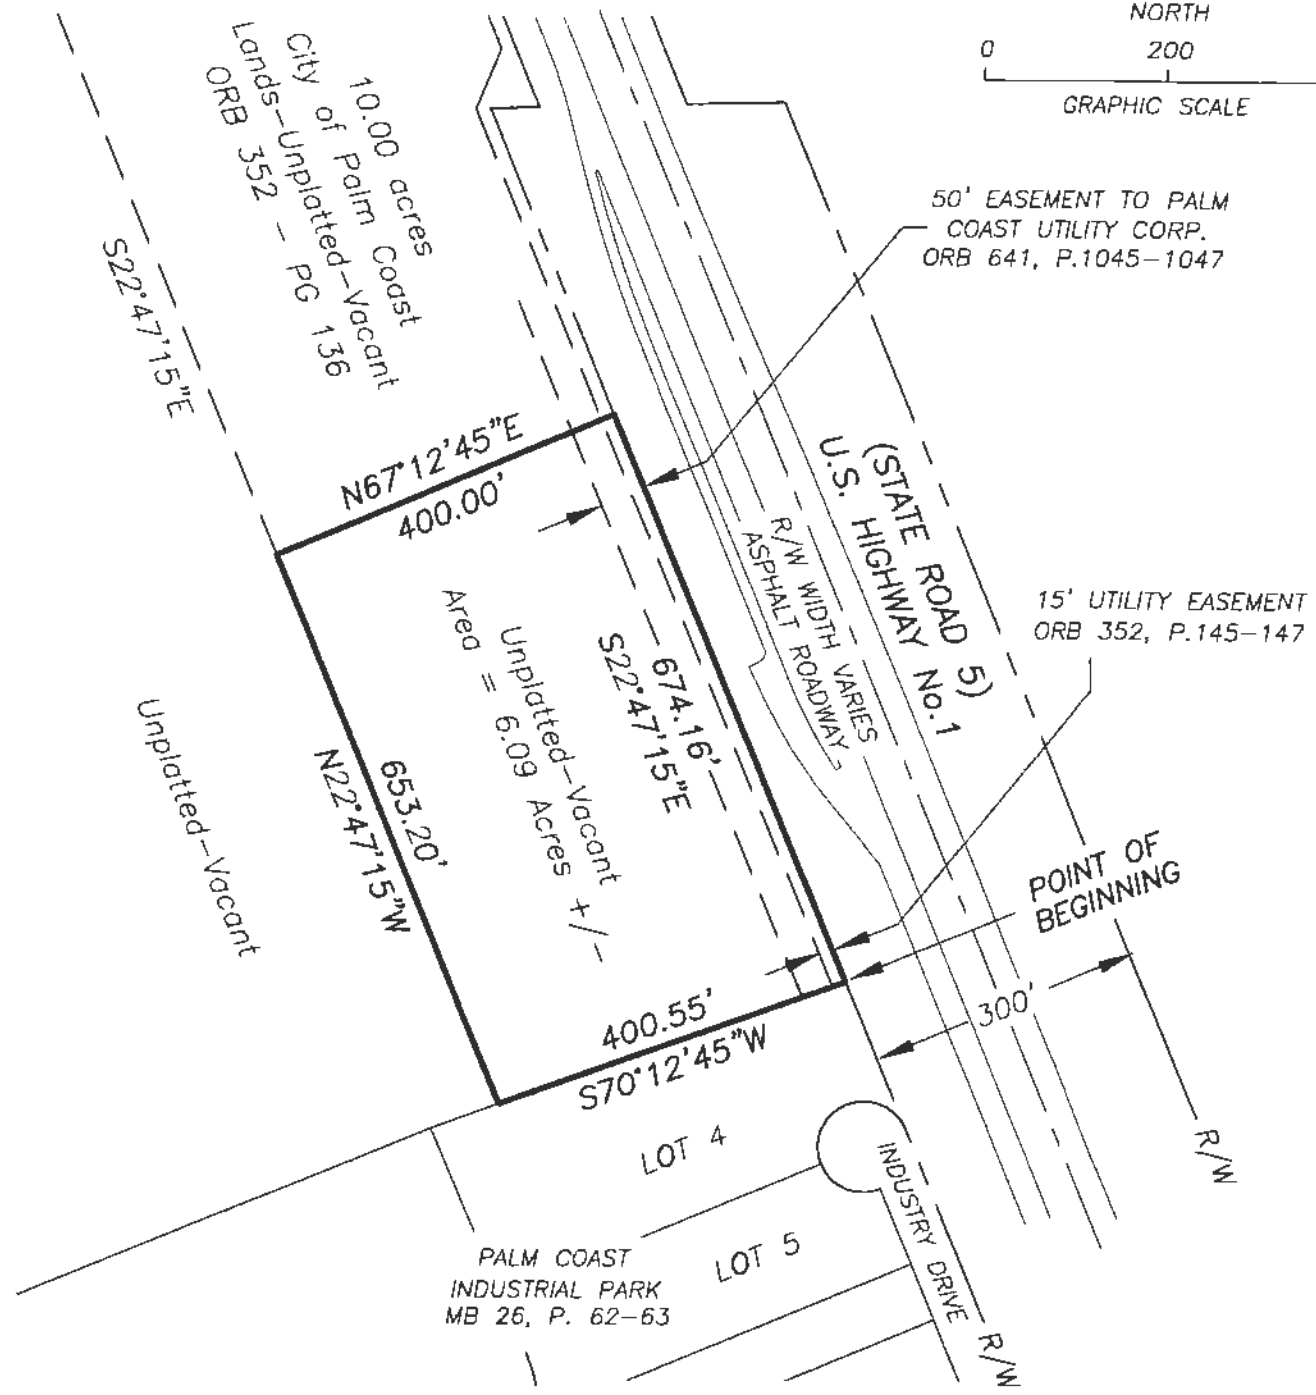 NORTH
0 200
GRAPHIC SCALE
10.00 acres
City of Palm Coast
Lands-Unplatted-Vacant
ORB 352 - PG 136
50' EASEMENT TO PALM
COAST UTILITY CORP.
ORB 641, P.1045-1047
S22°47'15"E
N67°12'45"E
400.00'
(STATE ROAD 5)
U.S. HIGHWAY No.1
R/W WIDTH VARIES
ASPHALT ROADWAY
15' UTILITY EASEMENT
ORB 352, P.145-147
674.16'
S22°47'15"E
Unplatted-Vacant
Area = 6.09 Acres +/-
Unplatted-Vacant
653.20'
N22°47'15"W
POINT OF
BEGINNING
300'
400.55'
S70°12'45"W
LOT 4
R/W
INDUSTRY DRIVE
LOT 5
PALM COAST
INDUSTRIAL PARK
MB 26, P. 62-63
R/W